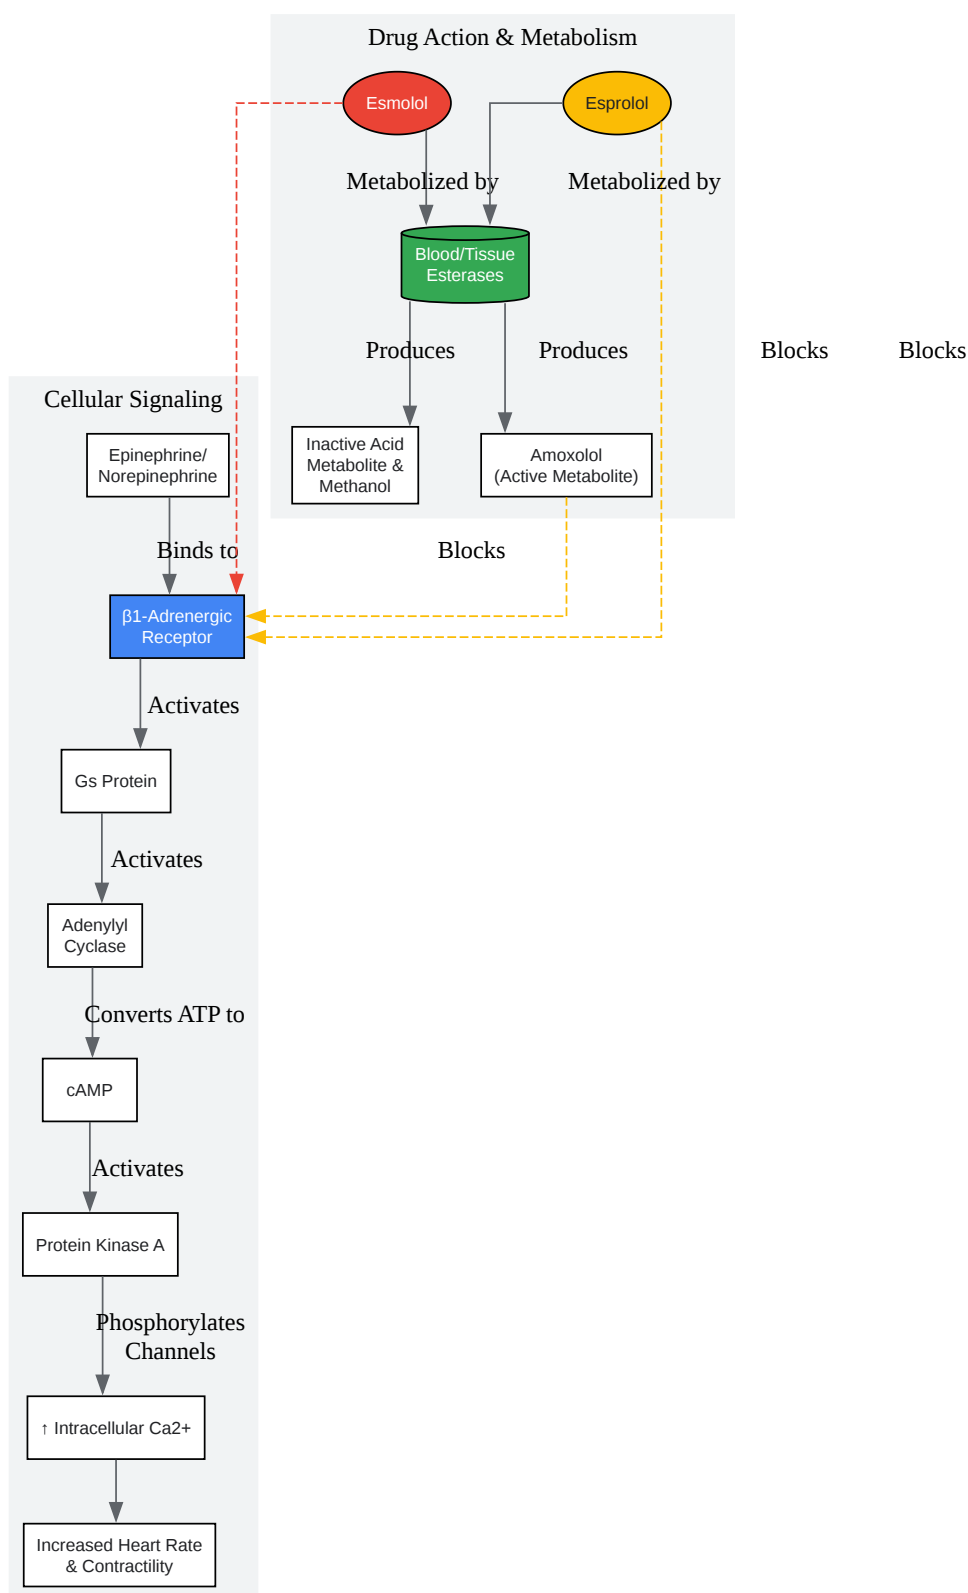 Drug Action & Metabolism
Esmolol
Esprolol
Metabolized by
Metabolized by
Blood/Tissue
Esterases
Produces
Produces
Blocks
Blocks
Cellular Signaling
Epinephrine/
Norepinephrine
Inactive Acid
Metabolite &
Methanol
Amoxolol
(Active Metabolite)
Binds to
Blocks
β1-Adrenergic
Receptor
Activates
Gs Protein
Activates
Adenylyl
Cyclase
Converts ATP to
cAMP
Activates
Protein Kinase A
Phosphorylates
Channels
↑ Intracellular Ca2+
Increased Heart Rate
& Contractility